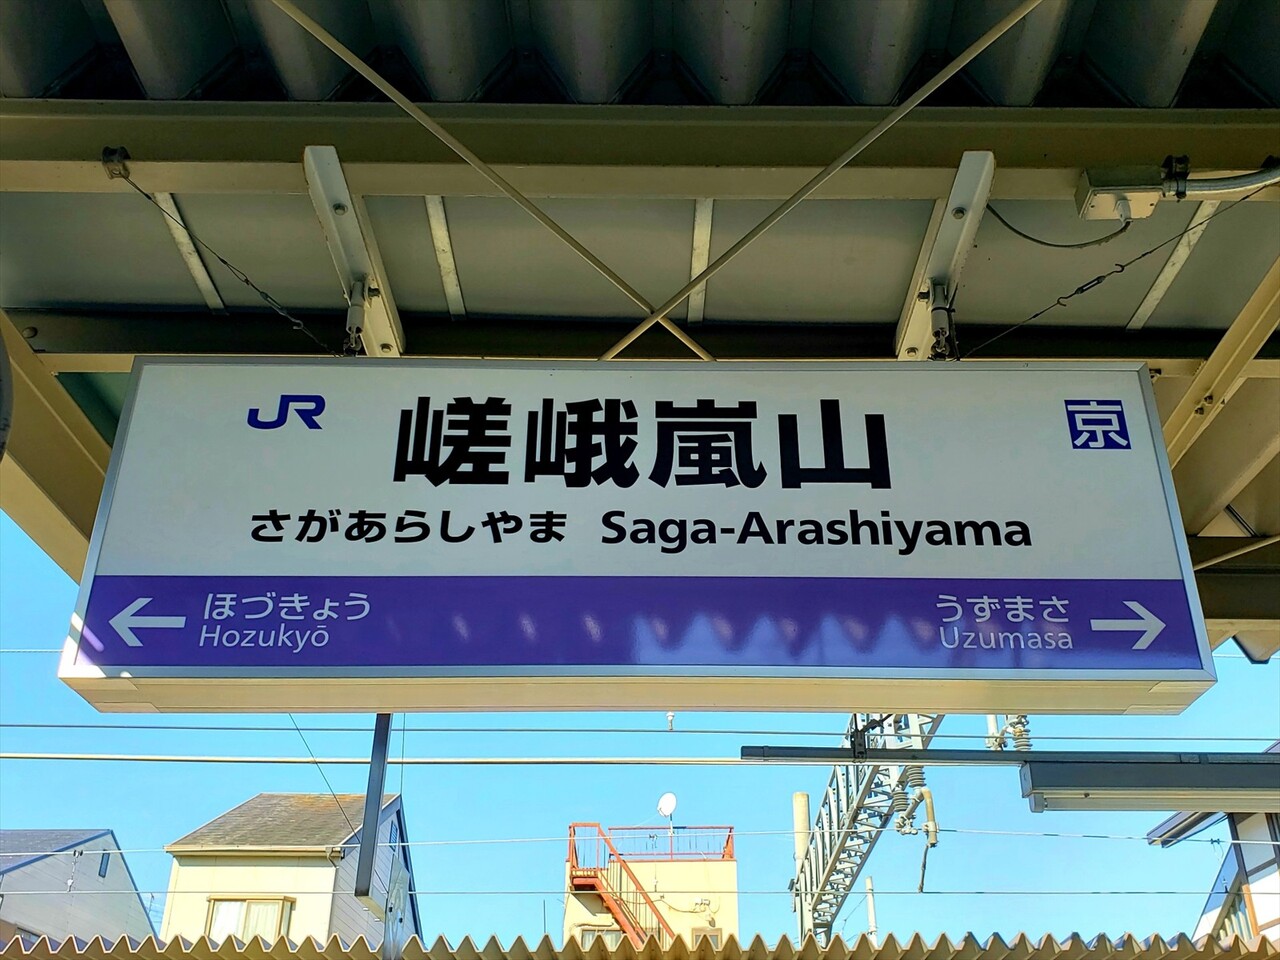 JR 嵯峨嵐山 京
さがあらしやま Saga-Arashiyama
← ほづきょう うずまさ →
Hozukyō Uzumasa